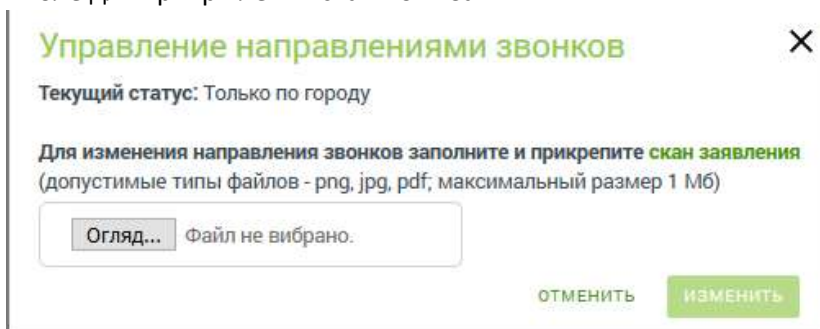 Управление направлениями звонков
Текущий статус: Только по городу
Для изменения направления звонков заполните и прикрепите скан заявления
(допустимые типы файлов - png, jpg, pdf; максимальный размер 1 Мб)
Огляд... Файл не вибрано.
ОТМЕНИТЬ ИЗМЕНИТЬ